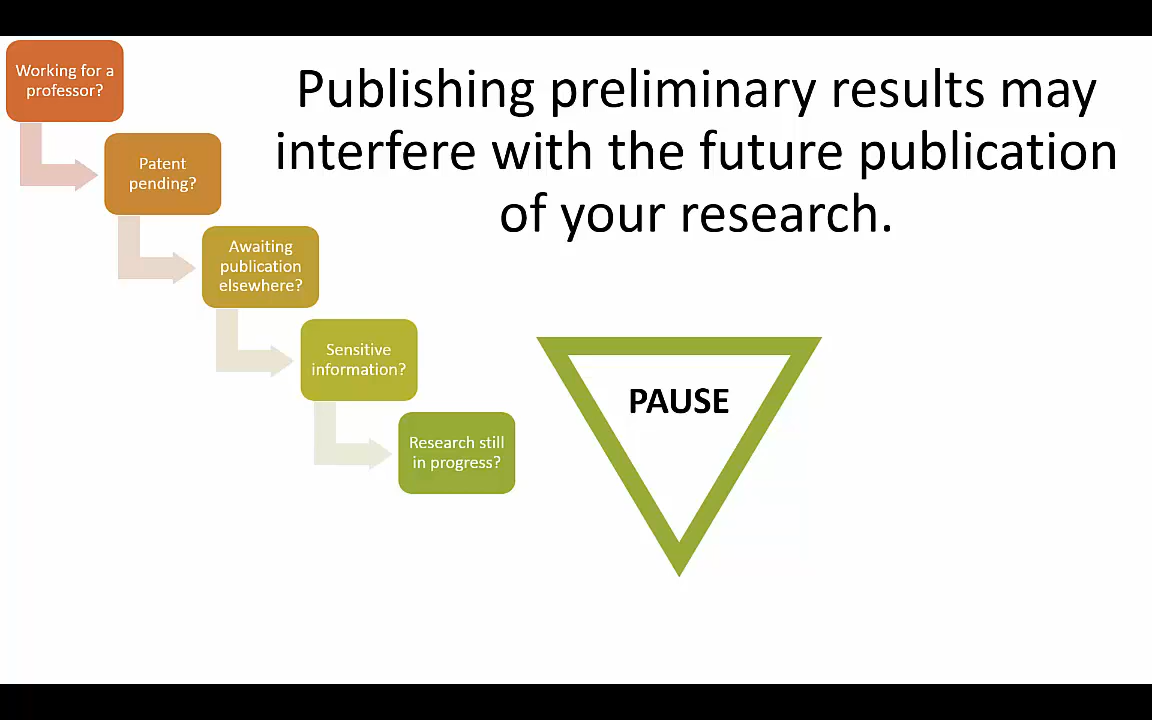 Working for a
professor?
Publishing preliminary results may
interfere with the future publication
of your research.
Patent
pending?
Awaiting
publication
elsewhere?
Sensitive
information?
PAUSE
Research still
in progress?